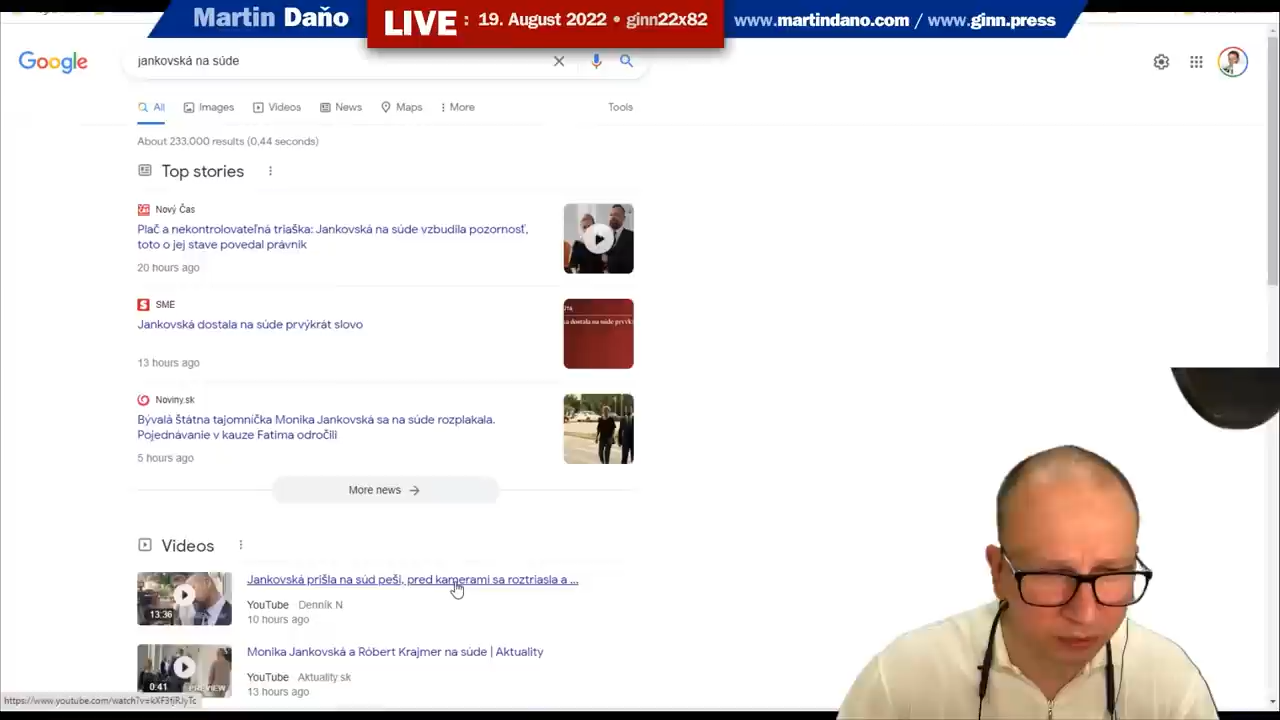 Martin Daňo
LIVE : 19. August 2022 • ginn22x82
www.martindano.com / www.ginn.press
Google
jankovská na súde
All
Images
Videos
News
Maps
More
Tools
About 233.000 results (0,44 seconds)
Top stories
Nový Čas
Plač a nekontrolovateľná triaška: Jankovská na súde vzbudila pozornosť,
toto o jej stave povedal právnik
20 hours ago
SME
Jankovská dostala na súde prvýkrát slovo
13 hours ago
Noviny.sk
Bývalá štátna tajomníčka Monika Jankovská sa na súde rozplakala.
Pojednávanie v kauze Fatima odročili
5 hours ago
More news
Videos
Jankovská prišla na súd peši, pred kamerami sa roztriasla a ...
13:36
YouTube Denník N
10 hours ago
Monika Jankovská a Róbert Krajmer na súde | Aktuality
0:41
PREVIEW
YouTube Aktuality sk
13 hours ago